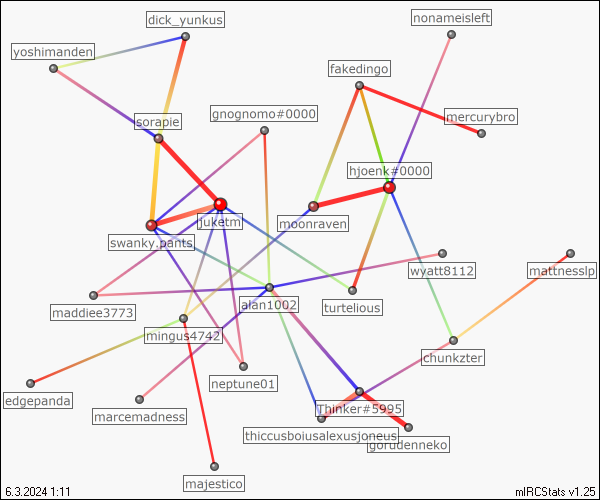 dick_yunkus
nonameisleft
yoshimanden
fakedingo
gnognomo#0000
mercurybro
sorapie
hjoenk#0000
juketm
moonraven
swanky.pants
wyatt8112
mattnesslp
maddiee3773
alan1002
turtelious
mingus4742
chunkzter
neptune01
edgepanda
marcemadness
Thinker#5995
thiccusboiusalexusjoneus
gorudenneko
majestico
6.3.2024 1:11
mIRCStats v1.25